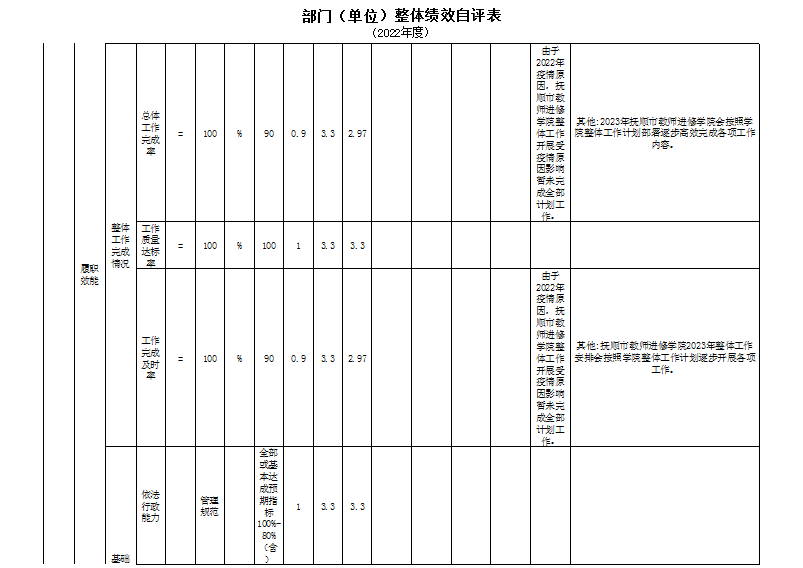 部门（单位）整体绩效自评表
（2022年度）
履职
效能
整体
工作
完成
情况
总体
工作
完成
率
=
100
%
90
0.9
3.3
2.97
由于
2022年
疫情原
因，抚
顺市教
师进修
学院整
体工作
开展受
疫情原
因影响
暂未完
成全部
计划工
作。
其他:2023年抚顺市教师进修学院会按照学
院整体工作计划部署逐步高效完成各项工作
内容。
工作
质量
达标
率
=
100
%
100
1
3.3
3.3
工作
完成
及时
率
=
100
%
90
0.9
3.3
2.97
由于
2022年
疫情原
因，抚
顺市教
师进修
学院整
体工作
开展受
疫情原
因影响
暂未完
成全部
计划工
作。
其他:抚顺市教师进修学院2023年整体工作
安排会按照学院整体工作计划逐步开展各项
工作。
基础
依法
行政
能力
管理
规范
全部
或基
本达
成预
期指
标
100%-
80%
（含
）
1
3.3
3.3